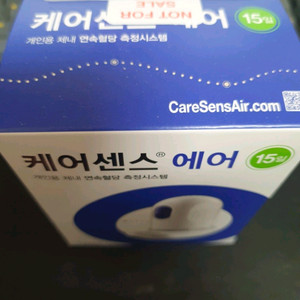 NOT FOR
SALE
케어센스 에어
15일
개인용 체내 연속혈당 측정시스템
CareSensAir.com
케어센스® 에어
15일
개인용 체내 연속혈당 측정시스템